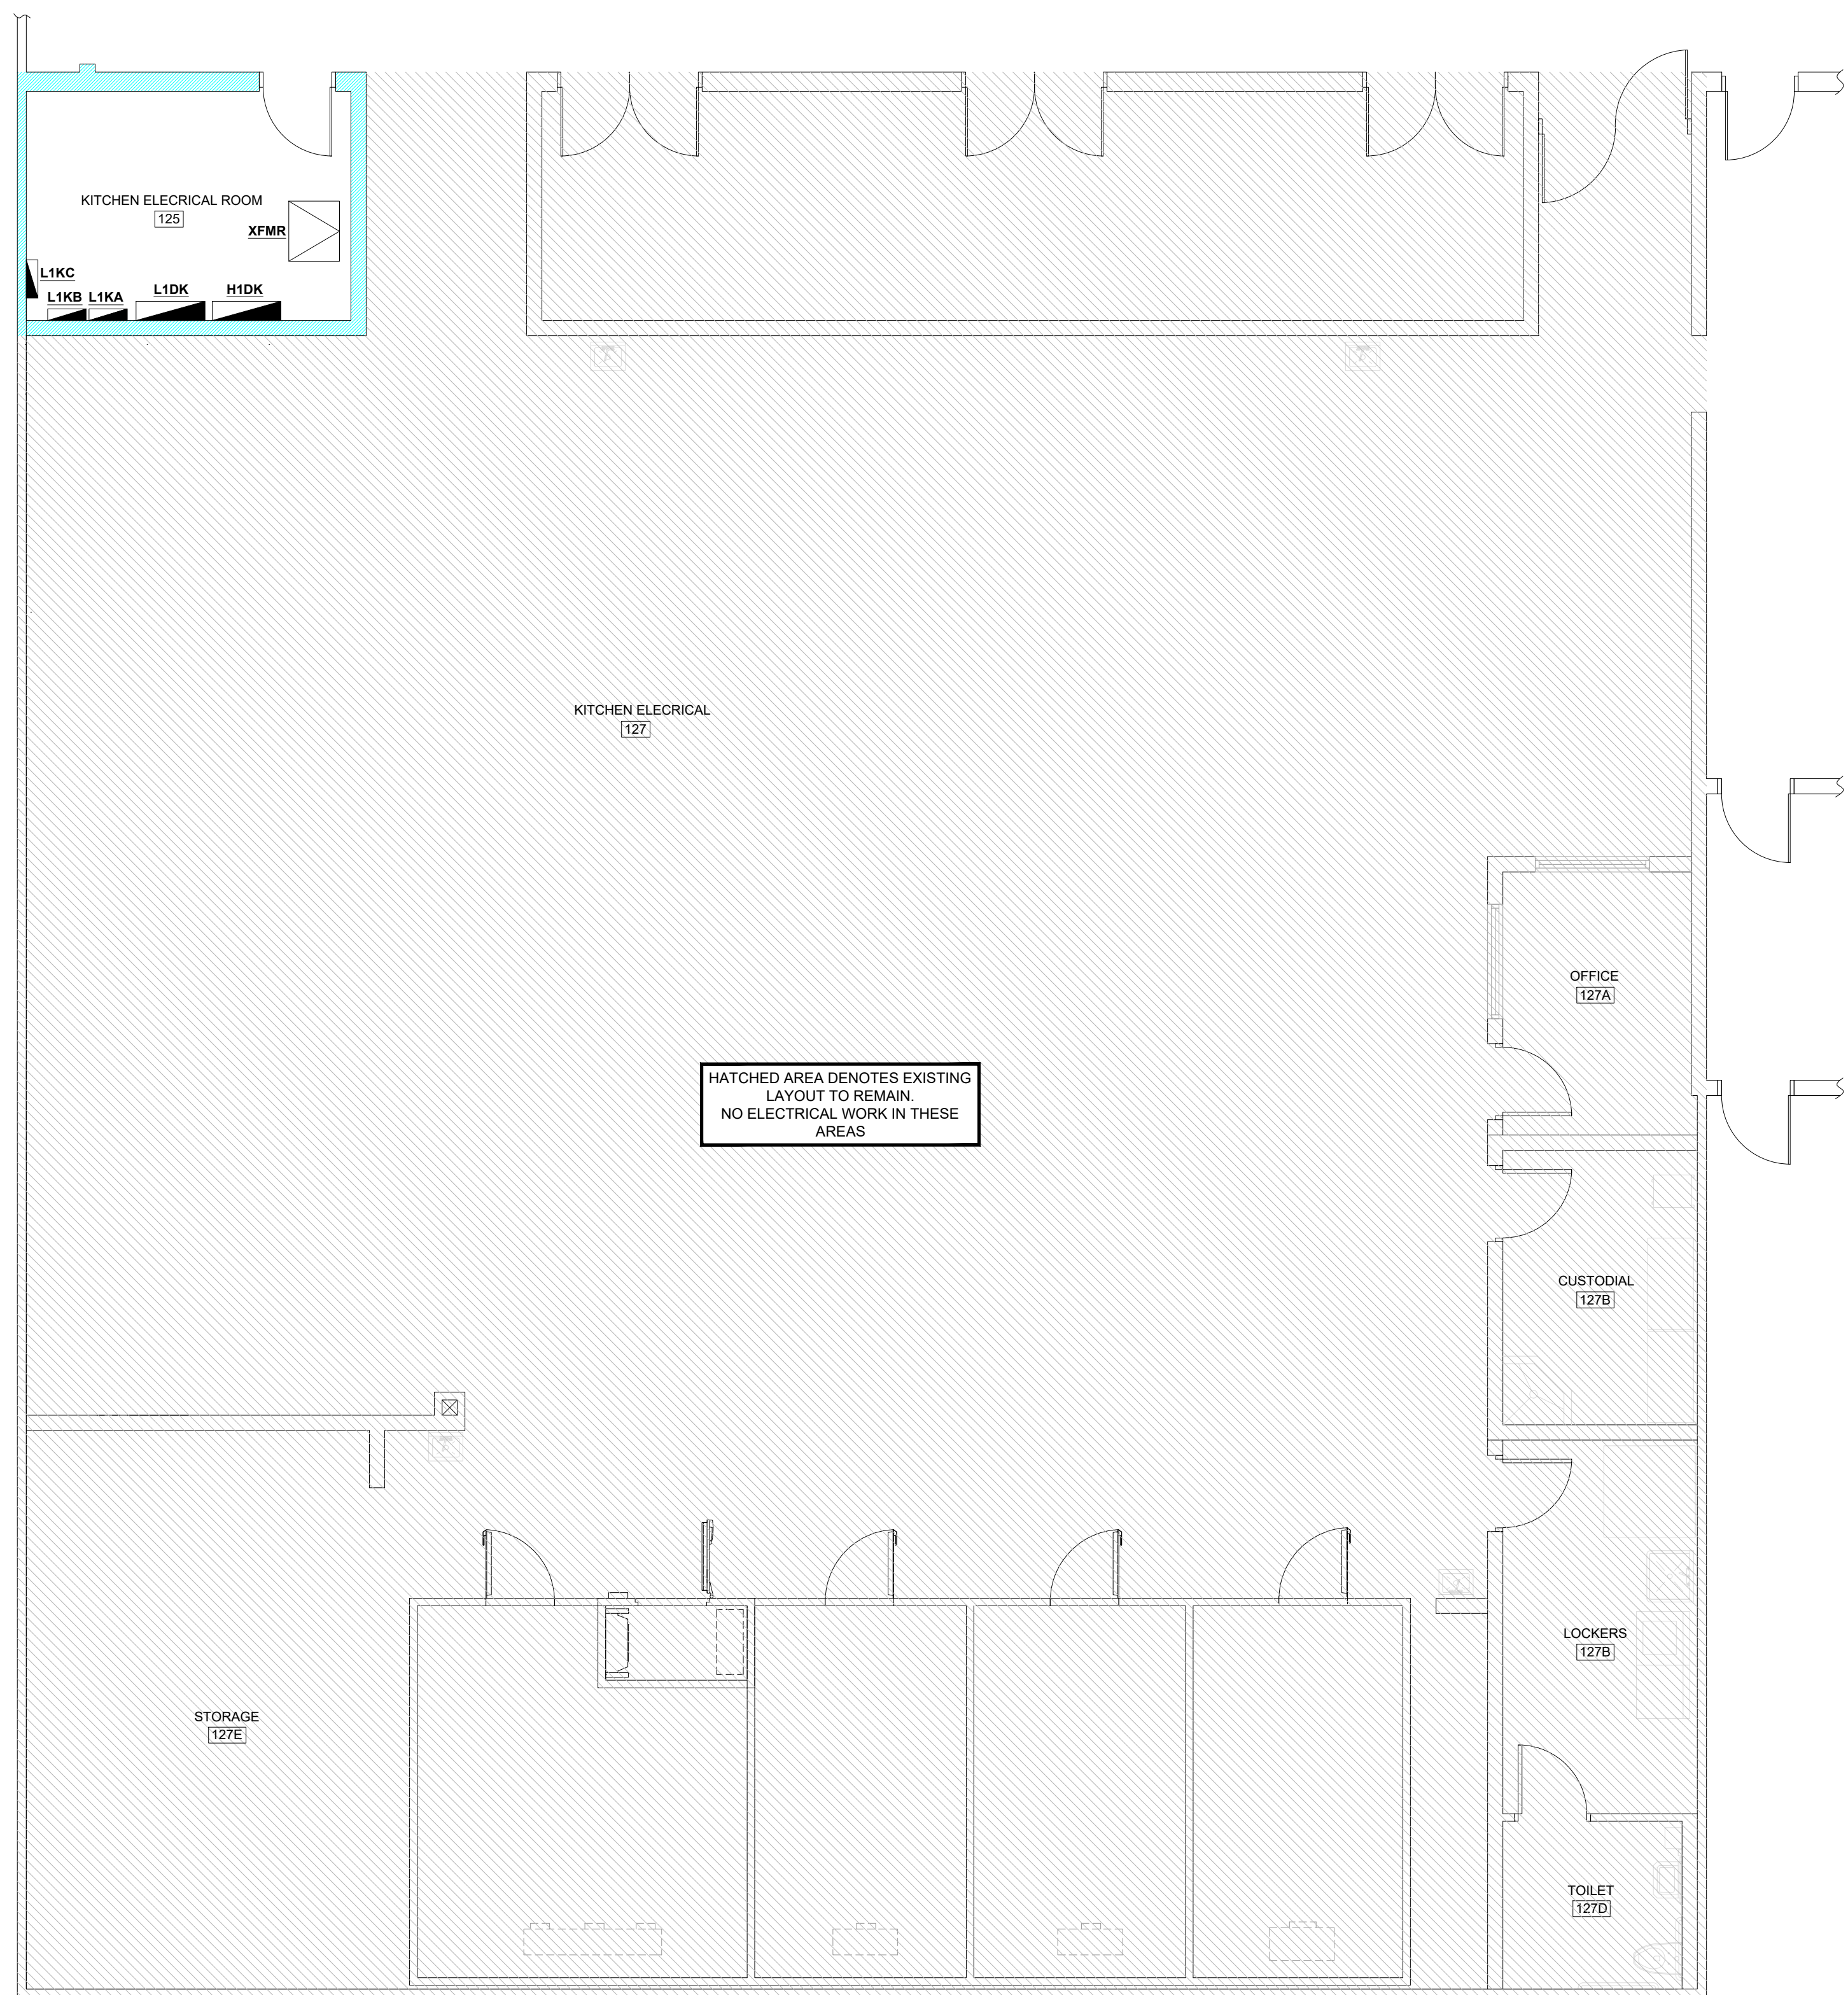 KITCHEN ELECRICAL ROOM
125
XFMR
L1KC
L1KB L1KA
L1DK
H1DK
KITCHEN ELECRICAL
127
OFFICE
127A
HATCHED AREA DENOTES EXISTING
LAYOUT TO REMAIN.
NO ELECTRICAL WORK IN THESE
AREAS
CUSTODIAL
127B
LOCKERS
127B
STORAGE
127E
TOILET
127D